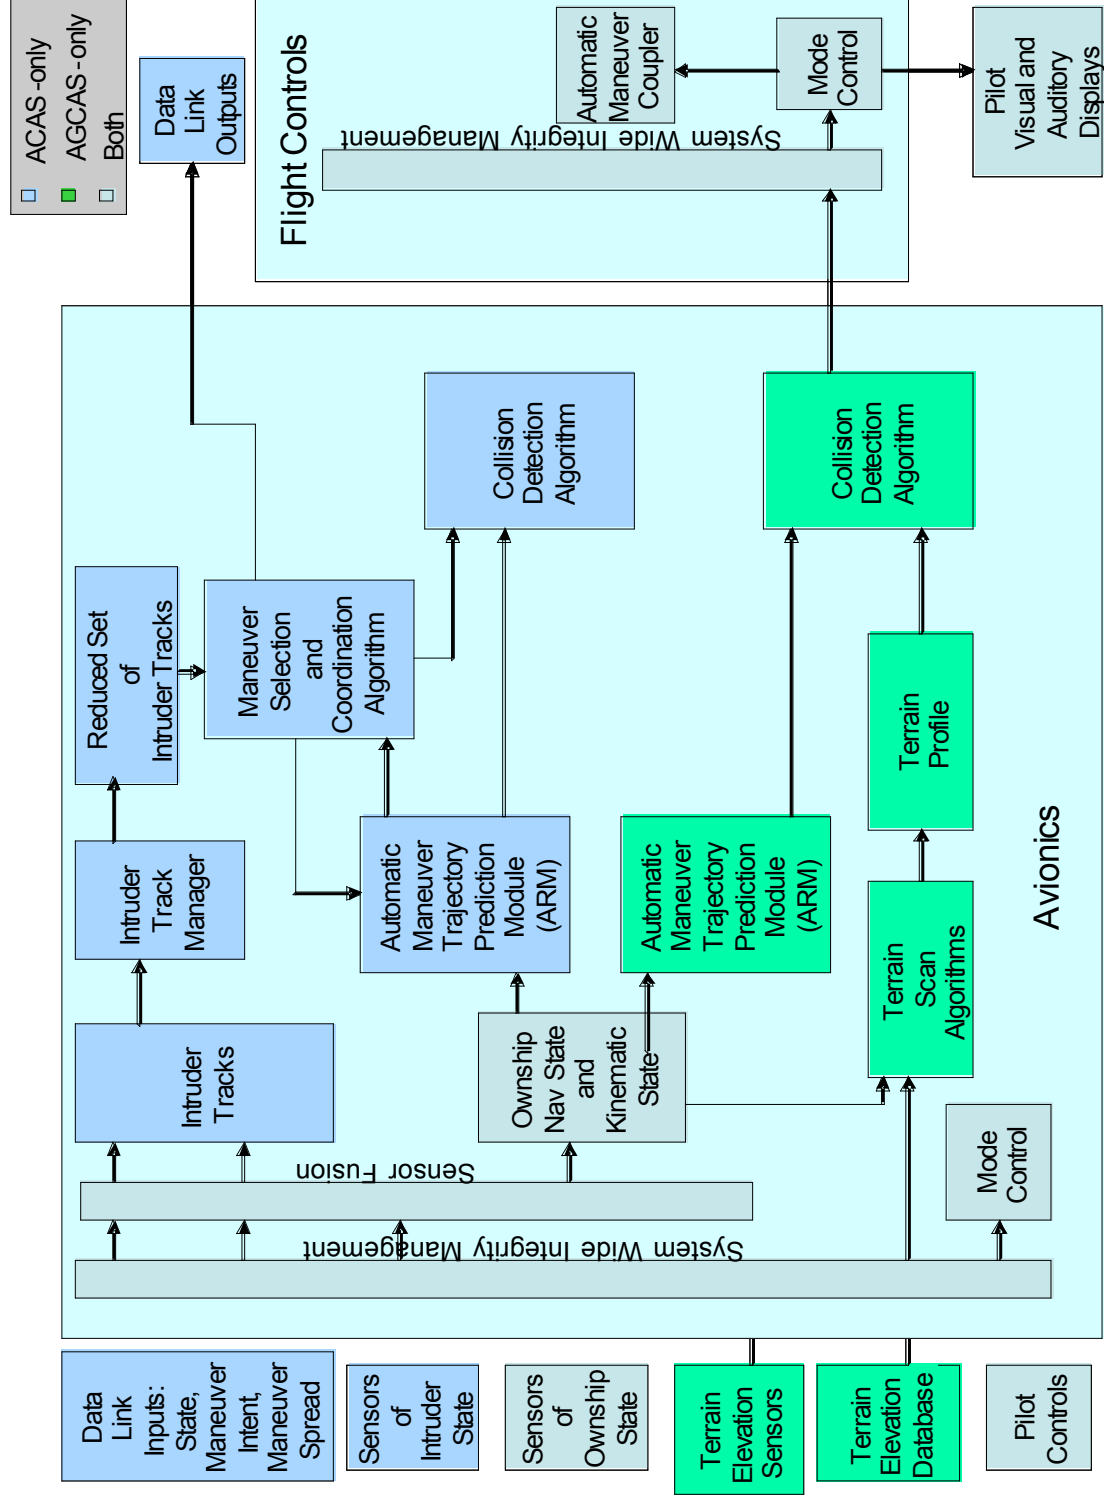 ACAS -only
AGCAS - only
Both
Data
Link
Outputs
Flight Controls
Automatic
Maneuver
Coupler
Mode
Control
System Wide Integrity Management
Pilot
Visual and
Auditory
Displays
Reduced Set
of
Intruder Tracks
Maneuver
Selection
and
Coordination
Algorithm
Collision
Detection
Algorithm
Collision
Detection
Algorithm
Intruder
Track
Manager
Automatic
Maneuver
Trajectory
Prediction
Module
(ARM)
Automatic
Maneuver
Trajectory
Prediction
Module
(ARM)
Terrain
Profile
Avionics
Intruder
Tracks
Ownship
Nav State
and
Kinematic
State
Terrain
Scan
Algorithms
Sensor Fusion
System Wide Integrity Management
Mode
Control
Data
Link
Inputs:
State,
Maneuver
Intent,
Maneuver
Spread
Sensors
of
Intruder
State
Sensors
of
Ownship
State
Terrain
Elevation
Sensors
Terrain
Elevation
Database
Pilot
Controls